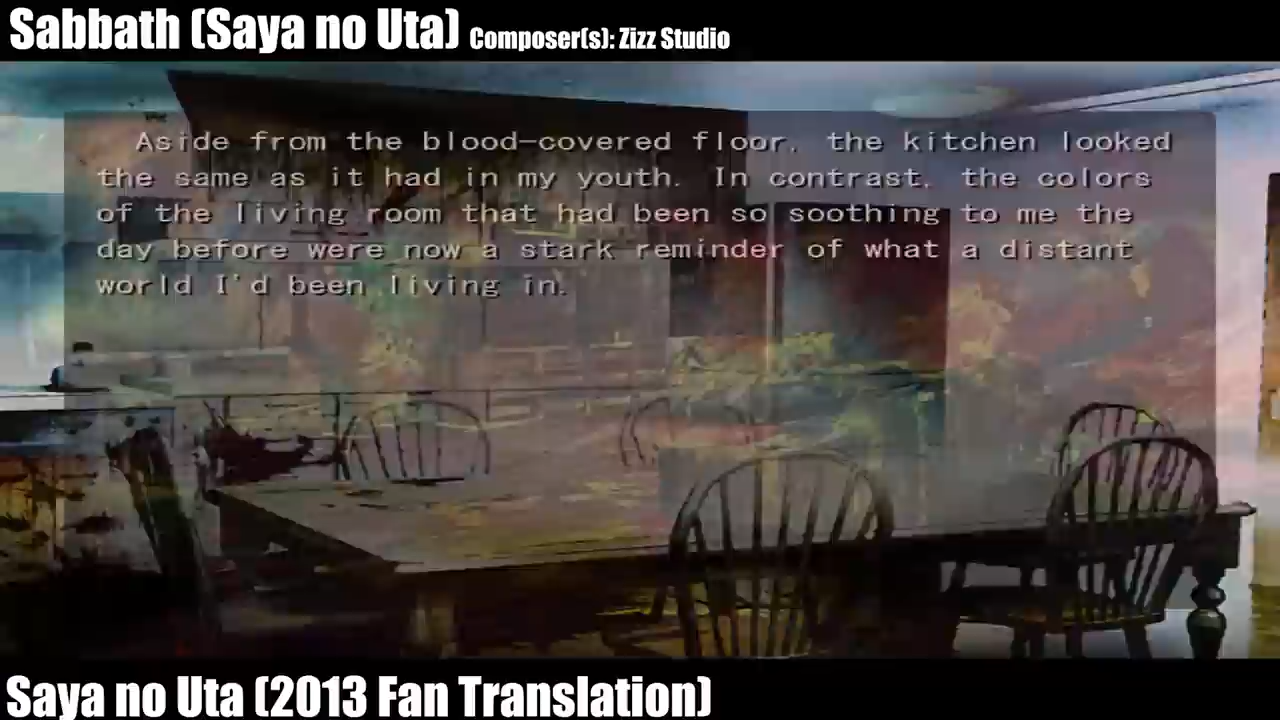 Sabbath (Saya no Uta) Composer(s): Zizz Studio
Aside from the blood-covered floor, the kitchen looked
the same as it had in my youth. In contrast, the colors
of the living room that had been so soothing to me the
day before were now a stark reminder of what a distant
world I'd been living in.
Saya no Uta (2013 Fan Translation)